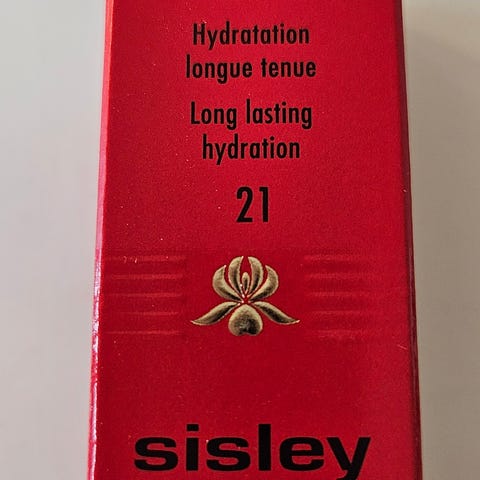 Hydratation
longue tenue
Long lasting
hydration
21
sisley